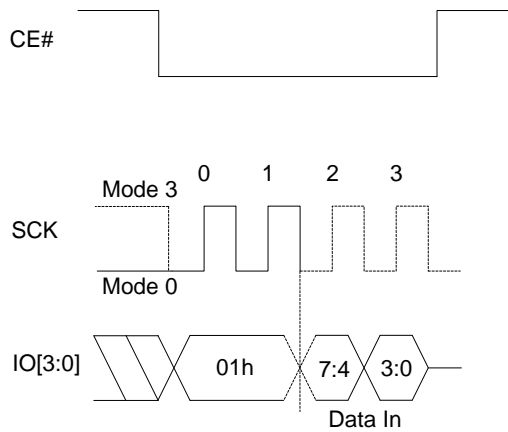 CE#
0 1 2 3
Mode 3
SCK
Mode 0
IO[3:0] 01h 7:4 3:0
Data In